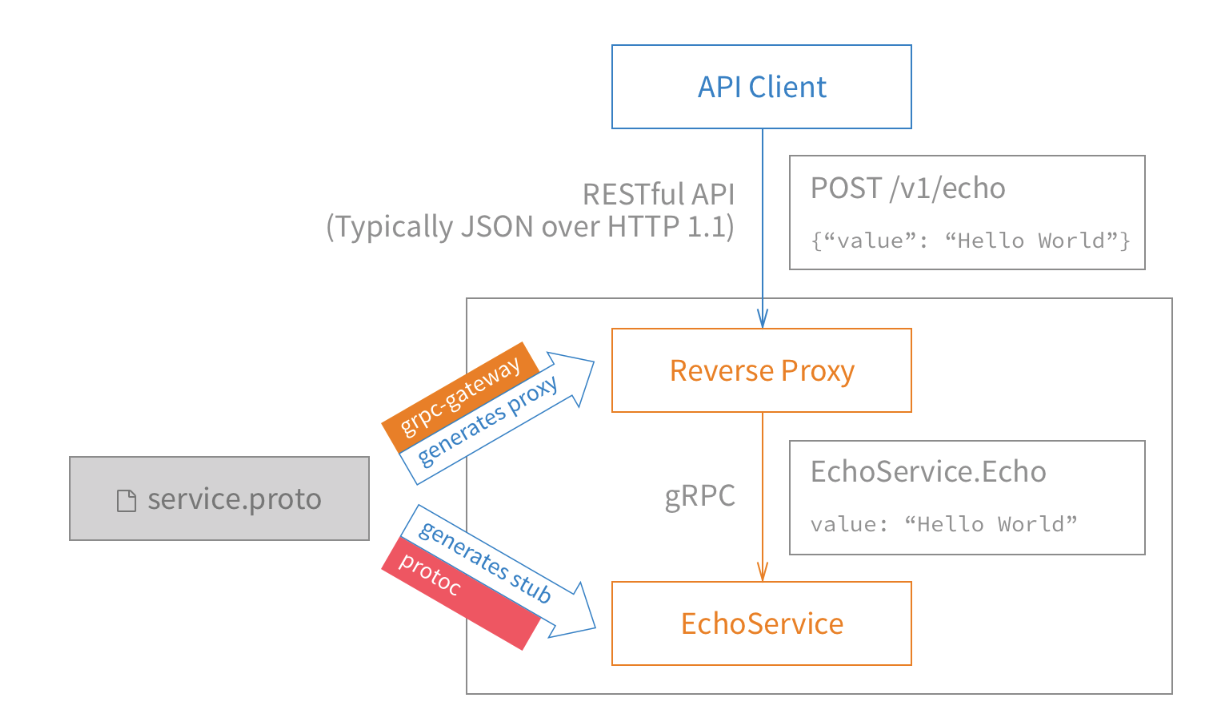 API Client
RESTful API
(Typically JSON over HTTP 1.1)
POST /v1/echo
{“value”: “Hello World”}
Reverse Proxy
grpc-gateway
generates proxy
service.proto
gRPC
EchoService.Echo
value: “Hello World”
generates stub
protoc
EchoService